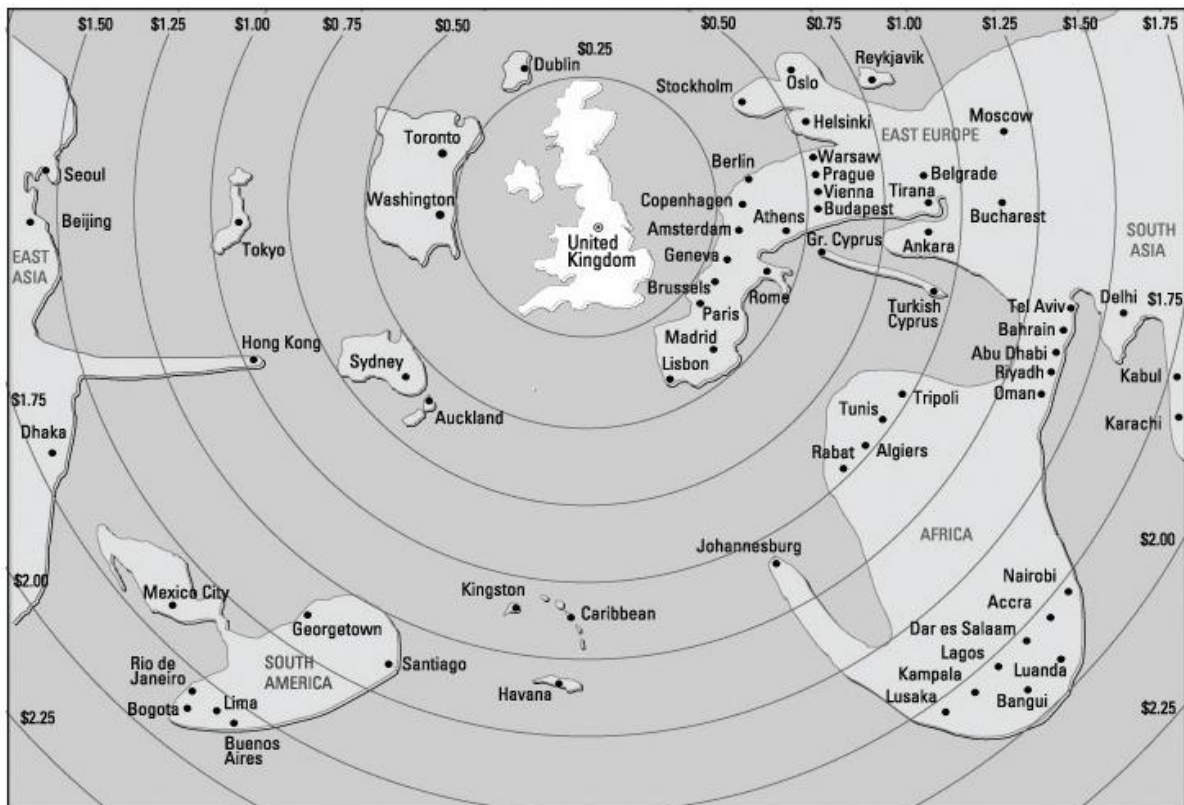 $1.50
$1.25
$1.00
$0.75
$0.50
$0.25
$0.50
$0.75
$1.00
$1.25
$1.50
$1.75
Dublin
Stockholm
Oslo
Reykjavik
Helsinki
EAST EUROPE
Moscow
Toronto
Washington
Seoul
Beijing
EAST
ASIA
Tokyo
United
Kingdom
Berlin
Copenhagen
Amsterdam
Geneva
Brussels
Paris
Madrid
Lisbon
Athens
Rome
Warsaw
Prague
Vienna
Budapest
Gr. Cyprus
Tirana
Belgrade
Ankara
Bucharest
Turkish
Cyprus
SOUTH
ASIA
Tel Aviv
Bahrain
Abu Dhabi
Riyadh
Oman
Delhi
$1.75
Kabul
Karachi
Hong Kong
Sydney
Auckland
$1.75
Dhaka
Tunis
Tripoli
Rabat
Algiers
AFRICA
Johannesburg
$2.00
$2.00
Mexico City
Georgetown
Kingston
Caribbean
Nairobi
Accra
Dar es Salaam
Lagos
Luanda
Kampala
Lusaka
Bangui
Rio de
Janeiro
SOUTH
AMERICA
Santiago
Havana
Bogota
Lima
Buenos
Aires
$2.25
$2.25